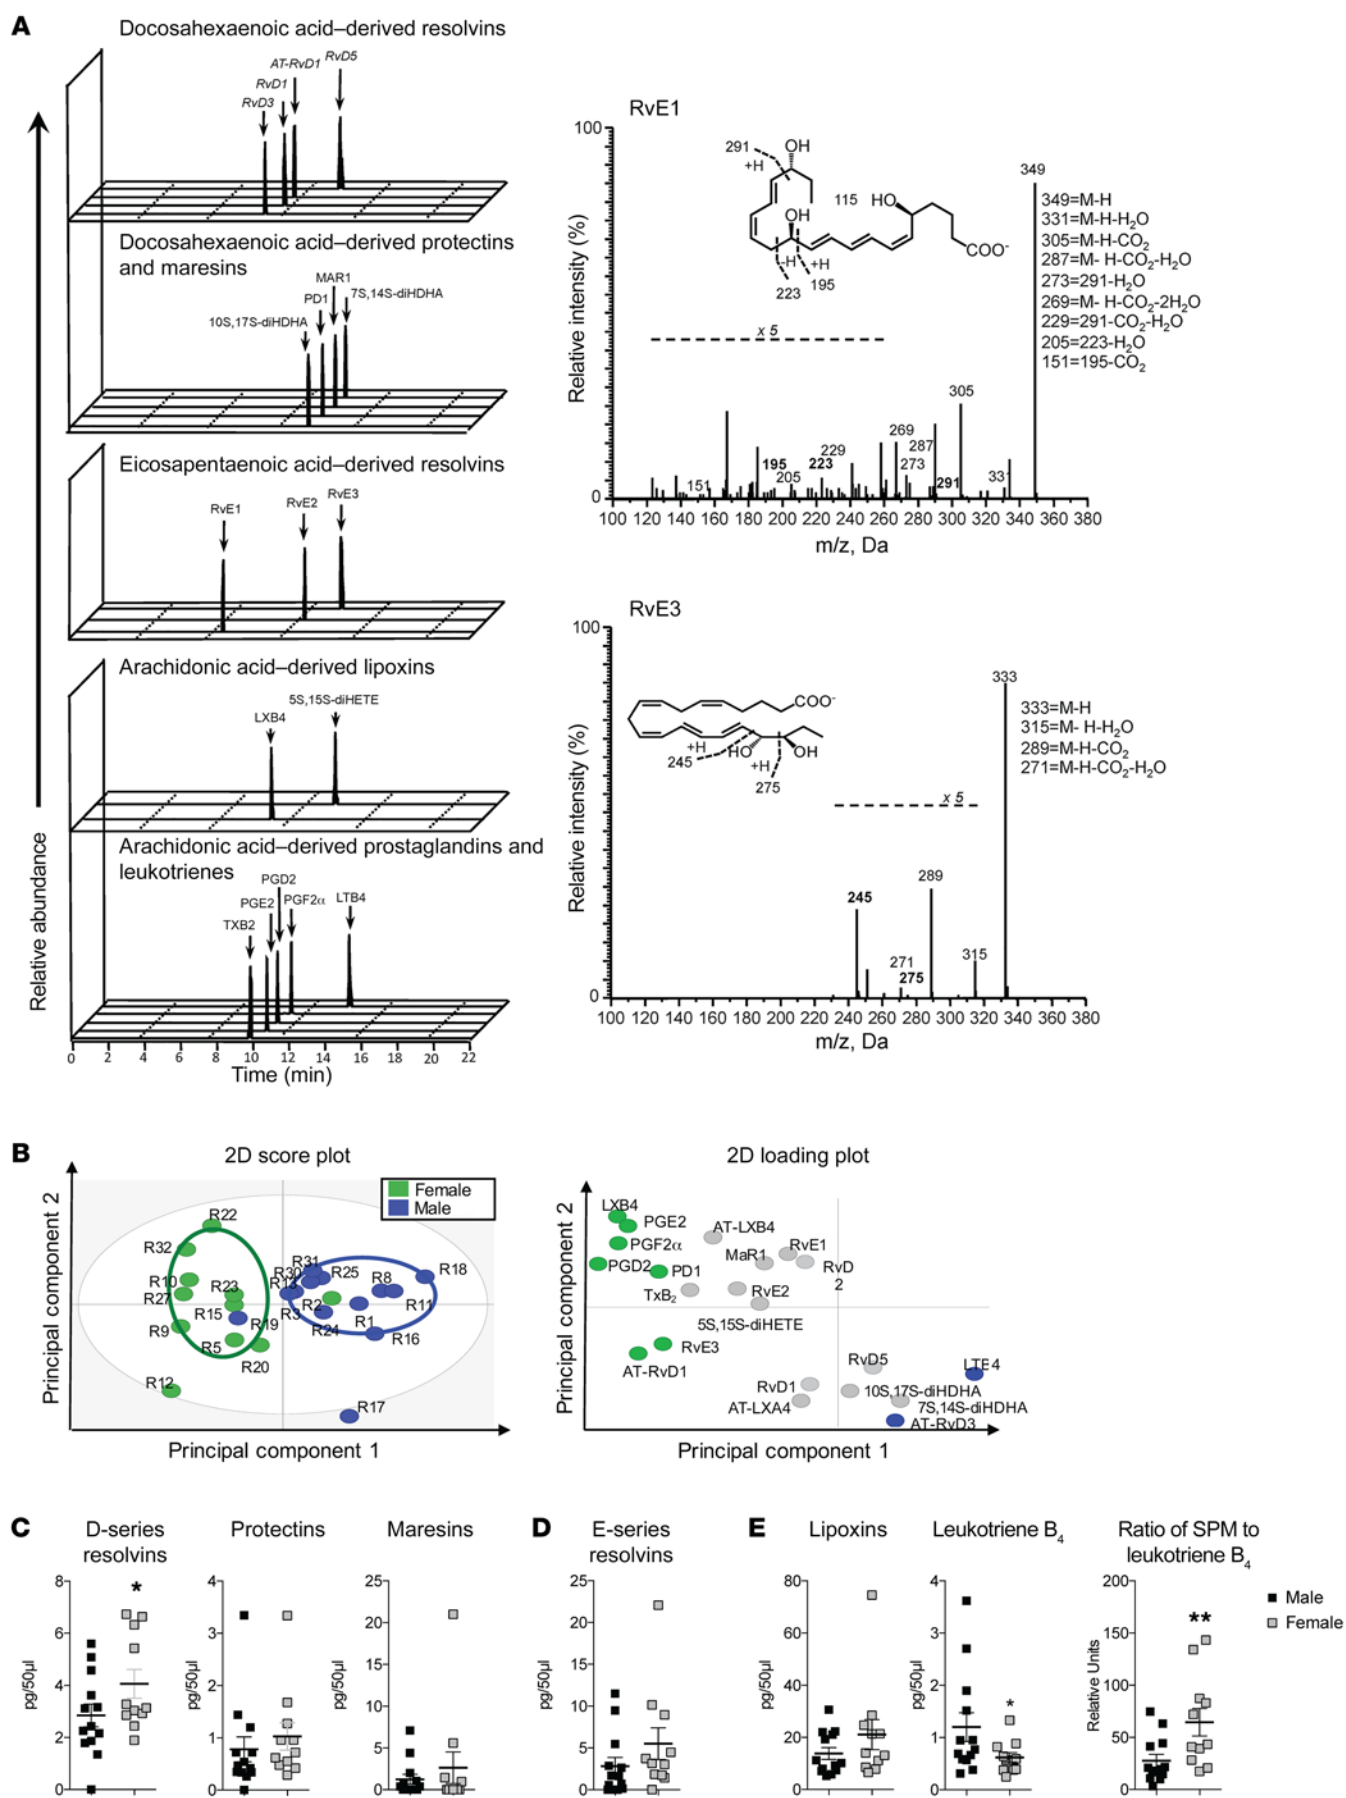 A
Docosahexaenoic acid–derived resolvins
AT-RvD1
RvD5
RvD1
RvD3
Docosahexaenoic acid–derived protectins
and maresins
MAR1
PD1
7S,14S-diHDHA
10S,17S-diHDHA
Eicosapentaenoic acid–derived resolvins
RvE1
RvE2
RvE3
Arachidonic acid–derived lipoxins
5S,15S-diHETE
LXB4
Arachidonic acid–derived prostaglandins and
leukotrienes
PGD2
PGE2
PGF2α
LTB4
TXB2
Relative abundance
0 2 4 6 8 10 12 14 16 18 20 22
Time (min)
RvE1
100
0
Relative intensity (%)
291
+H
OH
115
HO
OH
COO-
-H
+H
223
195
x 5
349
349=M-H
331=M-H-H2O
305=M-H-CO2
287=M- H-CO2-H2O
273=291-H2O
269=M- H-CO2-2H2O
229=291-CO2-H2O
205=223-H2O
151=195-CO2
305
269
287
273
291
331
229
223
195
205
151
100 120 140 160 180 200 220 240 260 280 300 320 340 360 380
m/z, Da
RvE3
100
0
Relative intensity (%)
COO-
+H
245
HO
OH
+H
275
x 5
333
333=M-H
315=M- H-H2O
289=M-H-CO2
271=M-H-CO2-H2O
289
245
271
275
315
100 120 140 160 180 200 220 240 260 280 300 320 340 360 380
m/z, Da
B
2D score plot
Female
Male
Principal component 2
R22
R32
R10
R27
R23
R15
R9
R5
R19
R20
R12
R31
R30
R13
R25
R8
R18
R3
R2
R24
R1
R11
R16
R17
Principal component 1
2D loading plot
Principal component 2
LXB4
PGE2
PGF2α
PGD2
PD1
TxB2
AT-LXB4
MaR1
RvE1
RvD
2
RvE2
5S,15S-diHETE
RvE3
AT-RvD1
RvD5
LTE4
RvD1
10S,17S-diHDHA
AT-LXA4
7S,14S-diHDHA
AT-RvD3
Principal component 1
C
D-series
resolvins
pg/50µl
8
6
4
2
0
*
Protectins
pg/50µl
4
3
2
1
0
Maresins
pg/50µl
25
20
15
10
5
0
D
E-series
resolvins
pg/50µl
25
20
15
10
5
0
E
Lipoxins
pg/50µl
80
60
40
20
0
Leukotriene B4
pg/50µl
4
3
2
1
0
*
Ratio of SPM to
leukotriene B4
Relative Units
200
150
100
50
0
**
Male
Female